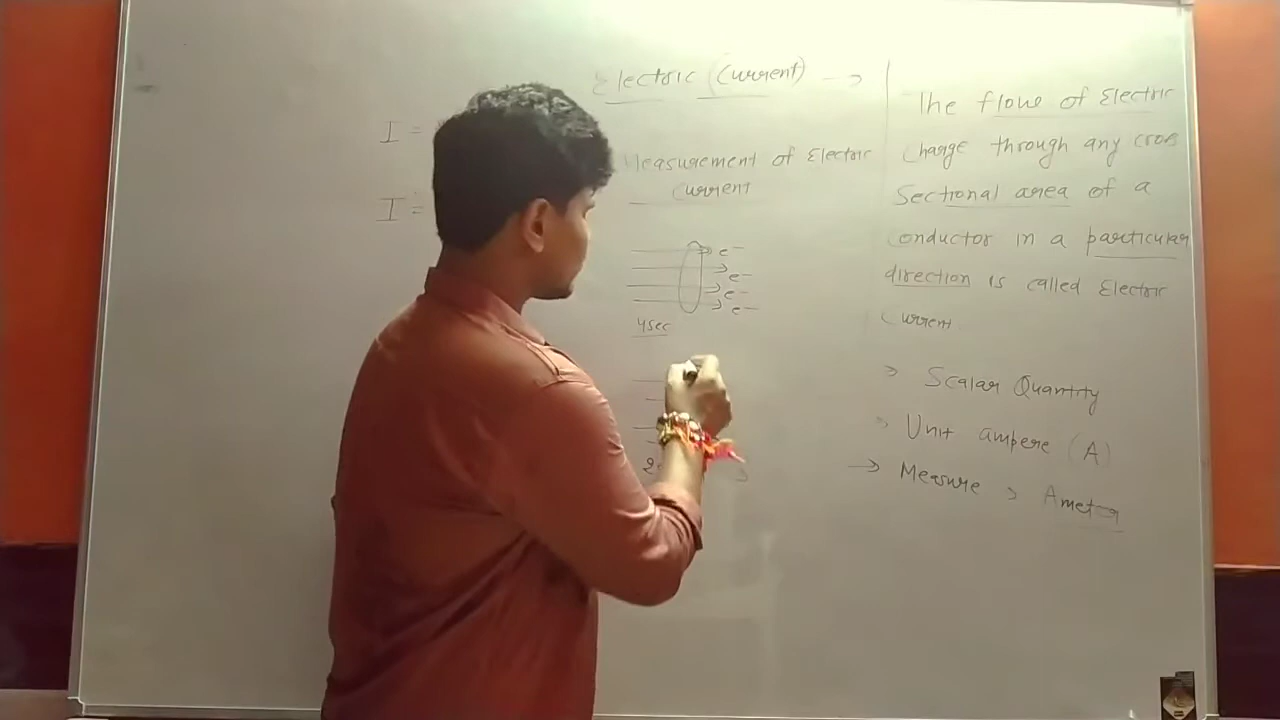 Electric (Current) →
I =
Measurement of Electric
Current
I =
e−
e−
e−
e−
4sec
The flow of Electric
Charge through any cross
Sectional area of a
conductor in a particular
direction is called Electric
Current
> Scalar Quantity
> Unit ampere (A)
→ Measure > Ameter